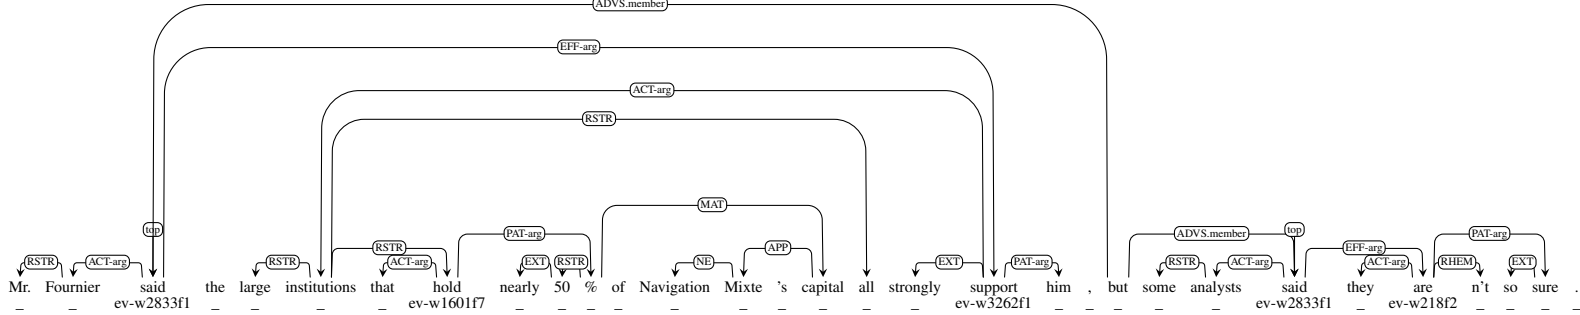 ADVS.member
EFF-arg
ACT-arg
RSTR
MAT
top RSTR PAT-arg APP ADVS.member top EFF-arg PAT-arg
RSTR ACT-arg RSTR ACT-arg EXT RSTR NE EXT PAT-arg RSTR ACT-arg ACT-arg RHEM EXT
Mr. Fournier said the large institutions that hold nearly 50 % of Navigation Mixte 's capital all strongly support him , but some analysts said they are n't so sure .
ev-w2833f1 ev-w1601f7 ev-w3262f1 ev-w2833f1 ev-w218f2
_ _ _ _ _ _ _ _ _ _ _ _ _ _ _ _ _ _ _ _ _ _ _ _ _ _